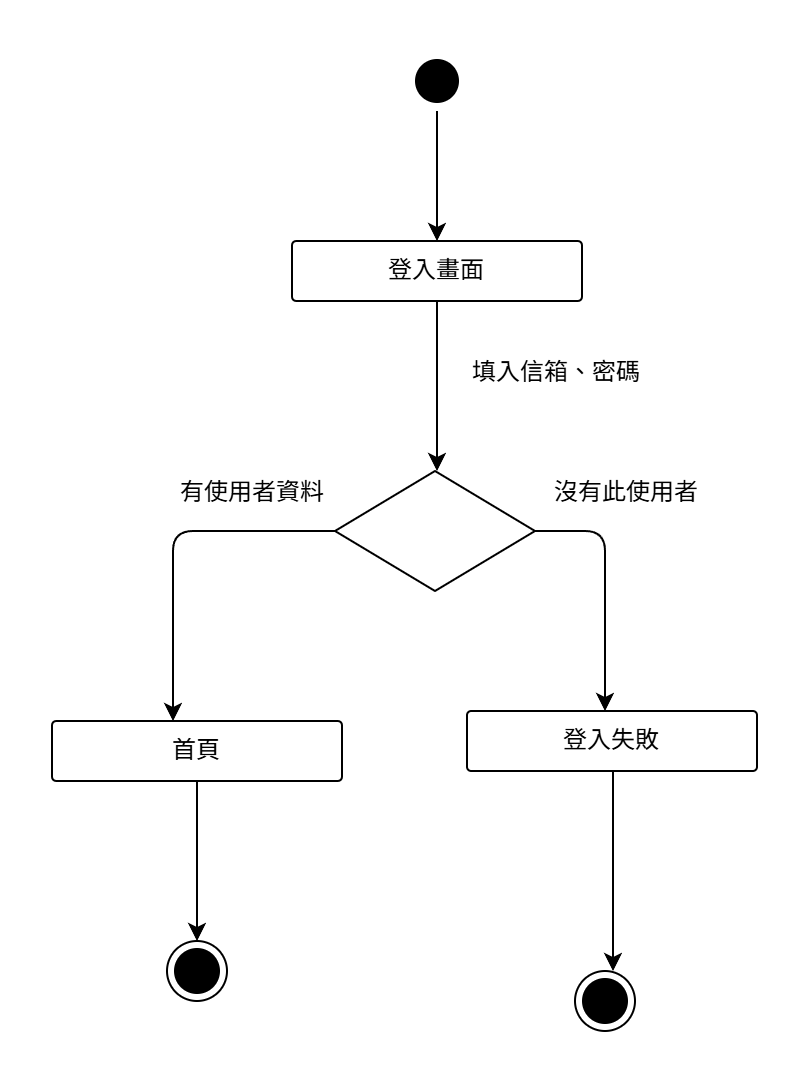 登入畫面
填入信箱、密碼
有使用者資料
沒有此使用者
首頁
登入失敗